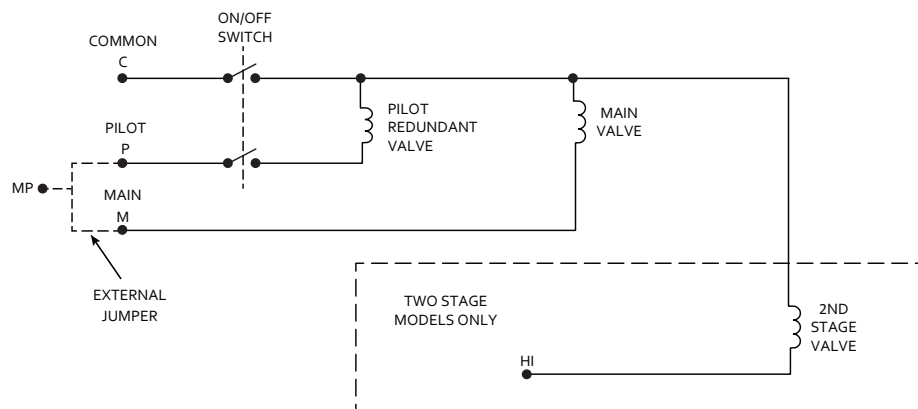 ON/OFF
SWITCH
COMMON
C
PILOT
REDUNDANT
VALVE
MAIN
VALVE
PILOT
P
MP
MAIN
M
EXTERNAL
JUMPER
TWO STAGE
MODELS ONLY
2ND
STAGE
VALVE
HI